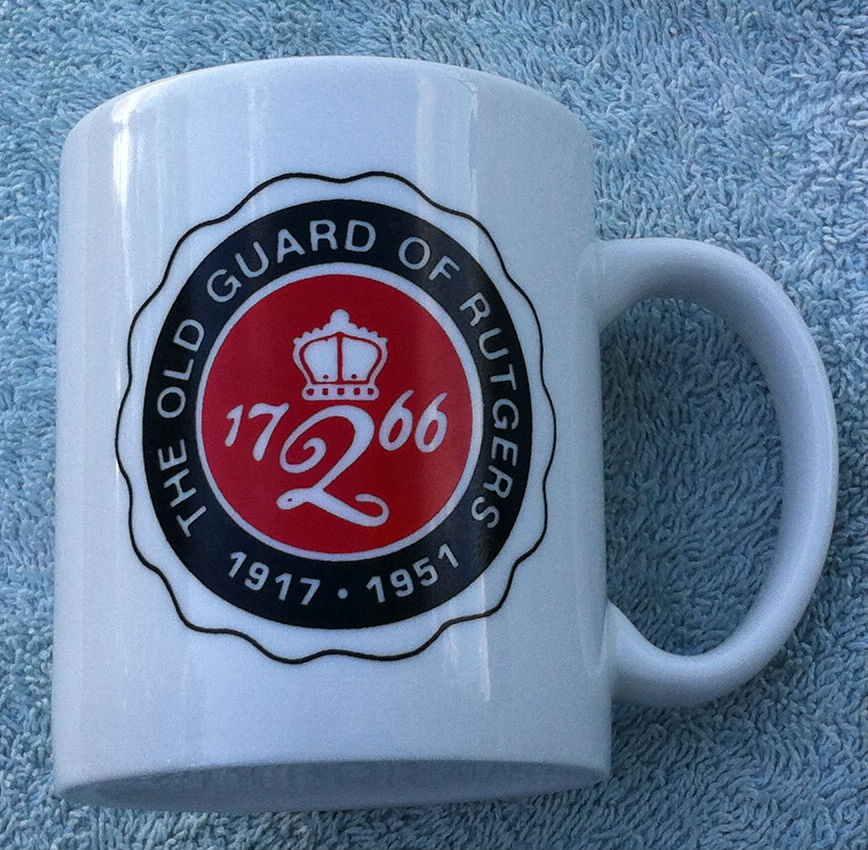 THE OLD GUARD OF RUTGERS
1766
2
1917 • 1951